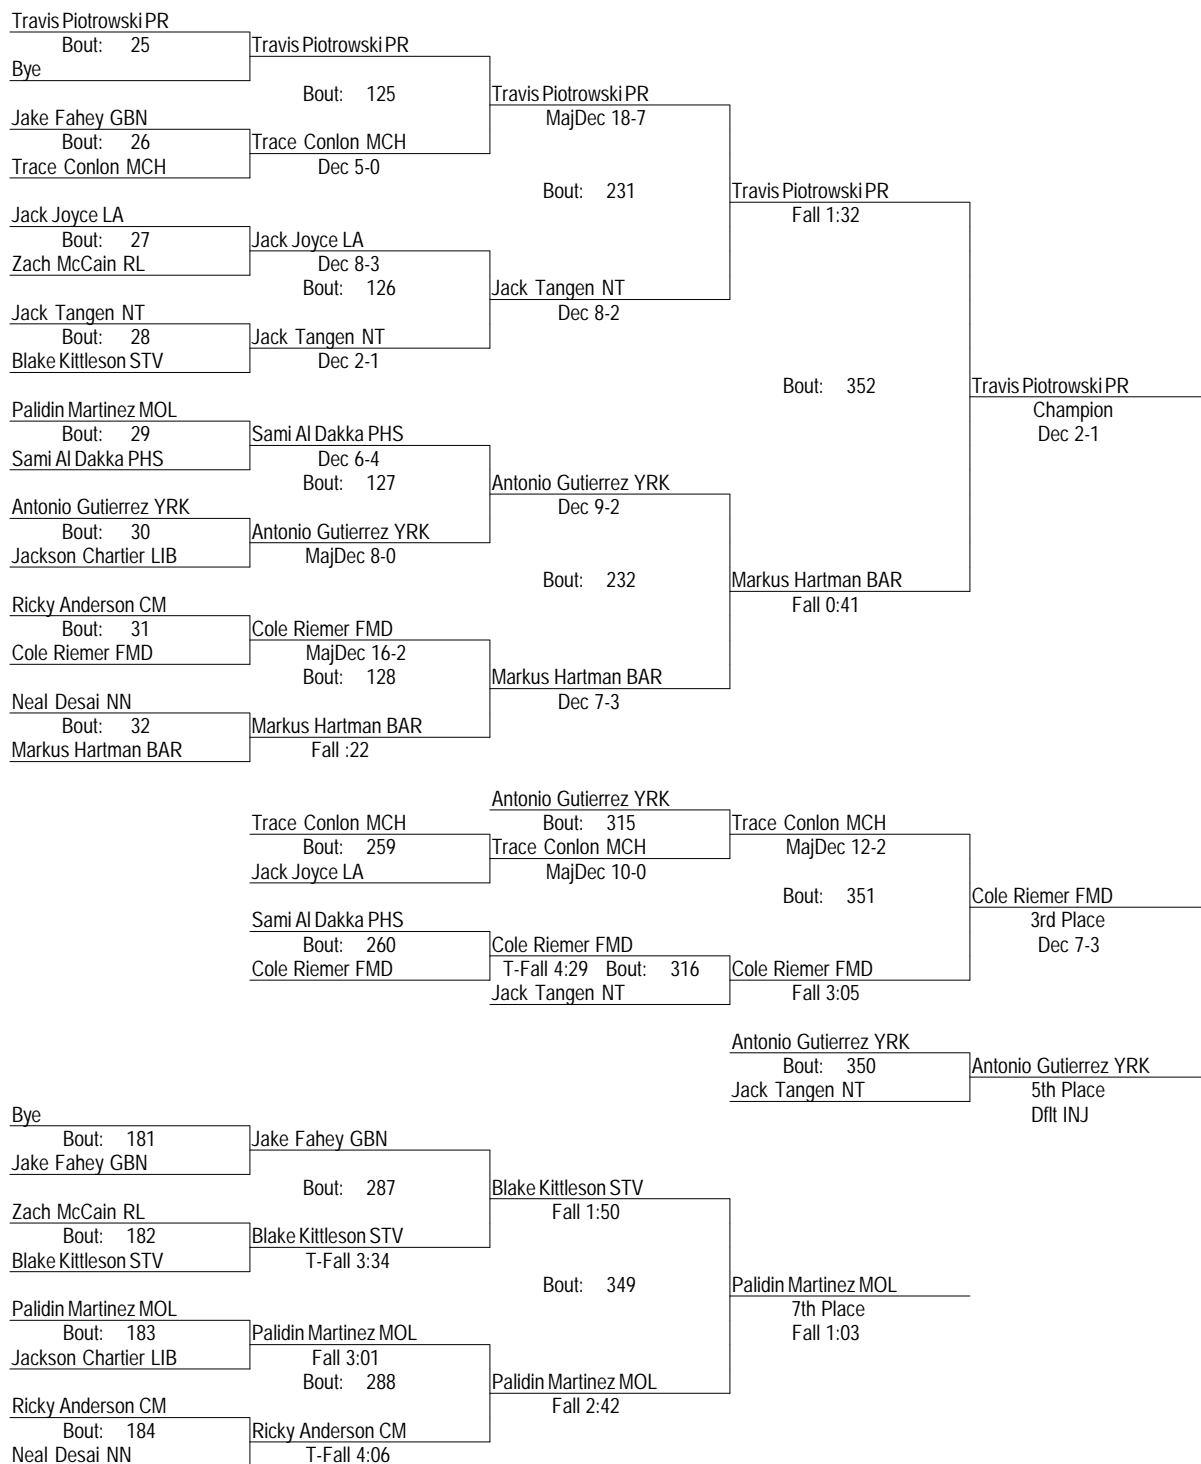 Travis Piotrowski PR
Bout: 25 Travis Piotrowski PR
Bye
Bout: 125 Travis Piotrowski PR
Jake Fahey GBN MajDec 18-7
Bout: 26 Trace Conlon MCH
Trace Conlon MCH Dec 5-0
Bout: 231 Travis Piotrowski PR
Jack Joyce LA Fall 1:32
Bout: 27 Jack Joyce LA
Zach McCain RL Dec 8-3
Bout: 126 Jack Tangen NT
Jack Tangen NT Dec 8-2
Bout: 28 Jack Tangen NT
Blake Kittleson STV Dec 2-1
Bout: 352 Travis Piotrowski PR
Palidin Martinez MOL Champion
Bout: 29 Sami Al Dakka PHS Dec 2-1
Sami Al Dakka PHS Dec 6-4
Bout: 127 Antonio Gutierrez YRK
Antonio Gutierrez YRK Dec 9-2
Bout: 30 Antonio Gutierrez YRK
Jackson Chartier LIB MajDec 8-0
Bout: 232 Markus Hartman BAR
Ricky Anderson CM Fall 0:41
Bout: 31 Cole Riemer FMD
Cole Riemer FMD MajDec 16-2
Bout: 128 Markus Hartman BAR
Neal Desai NN Dec 7-3
Bout: 32 Markus Hartman BAR
Markus Hartman BAR Fall :22
Antonio Gutierrez YRK
Trace Conlon MCH Bout: 315 Trace Conlon MCH
Bout: 259 Trace Conlon MCH MajDec 12-2
Jack Joyce LA MajDec 10-0
Bout: 351 Cole Riemer FMD
Sami Al Dakka PHS 3rd Place
Bout: 260 Cole Riemer FMD Dec 7-3
Cole Riemer FMD T-Fall 4:29 Bout: 316 Cole Riemer FMD
Jack Tangen NT Fall 3:05
Antonio Gutierrez YRK
Bout: 350 Antonio Gutierrez YRK
Jack Tangen NT 5th Place
Bye Dflt INJ
Bout: 181 Jake Fahey GBN
Jake Fahey GBN
Bout: 287 Blake Kittleson STV
Zach McCain RL Fall 1:50
Bout: 182 Blake Kittleson STV
Blake Kittleson STV T-Fall 3:34
Bout: 349 Palidin Martinez MOL
Palidin Martinez MOL 7th Place
Bout: 183 Palidin Martinez MOL Fall 1:03
Jackson Chartier LIB Fall 3:01
Bout: 288 Palidin Martinez MOL
Ricky Anderson CM Fall 2:42
Bout: 184 Ricky Anderson CM
Neal Desai NN T-Fall 4:06